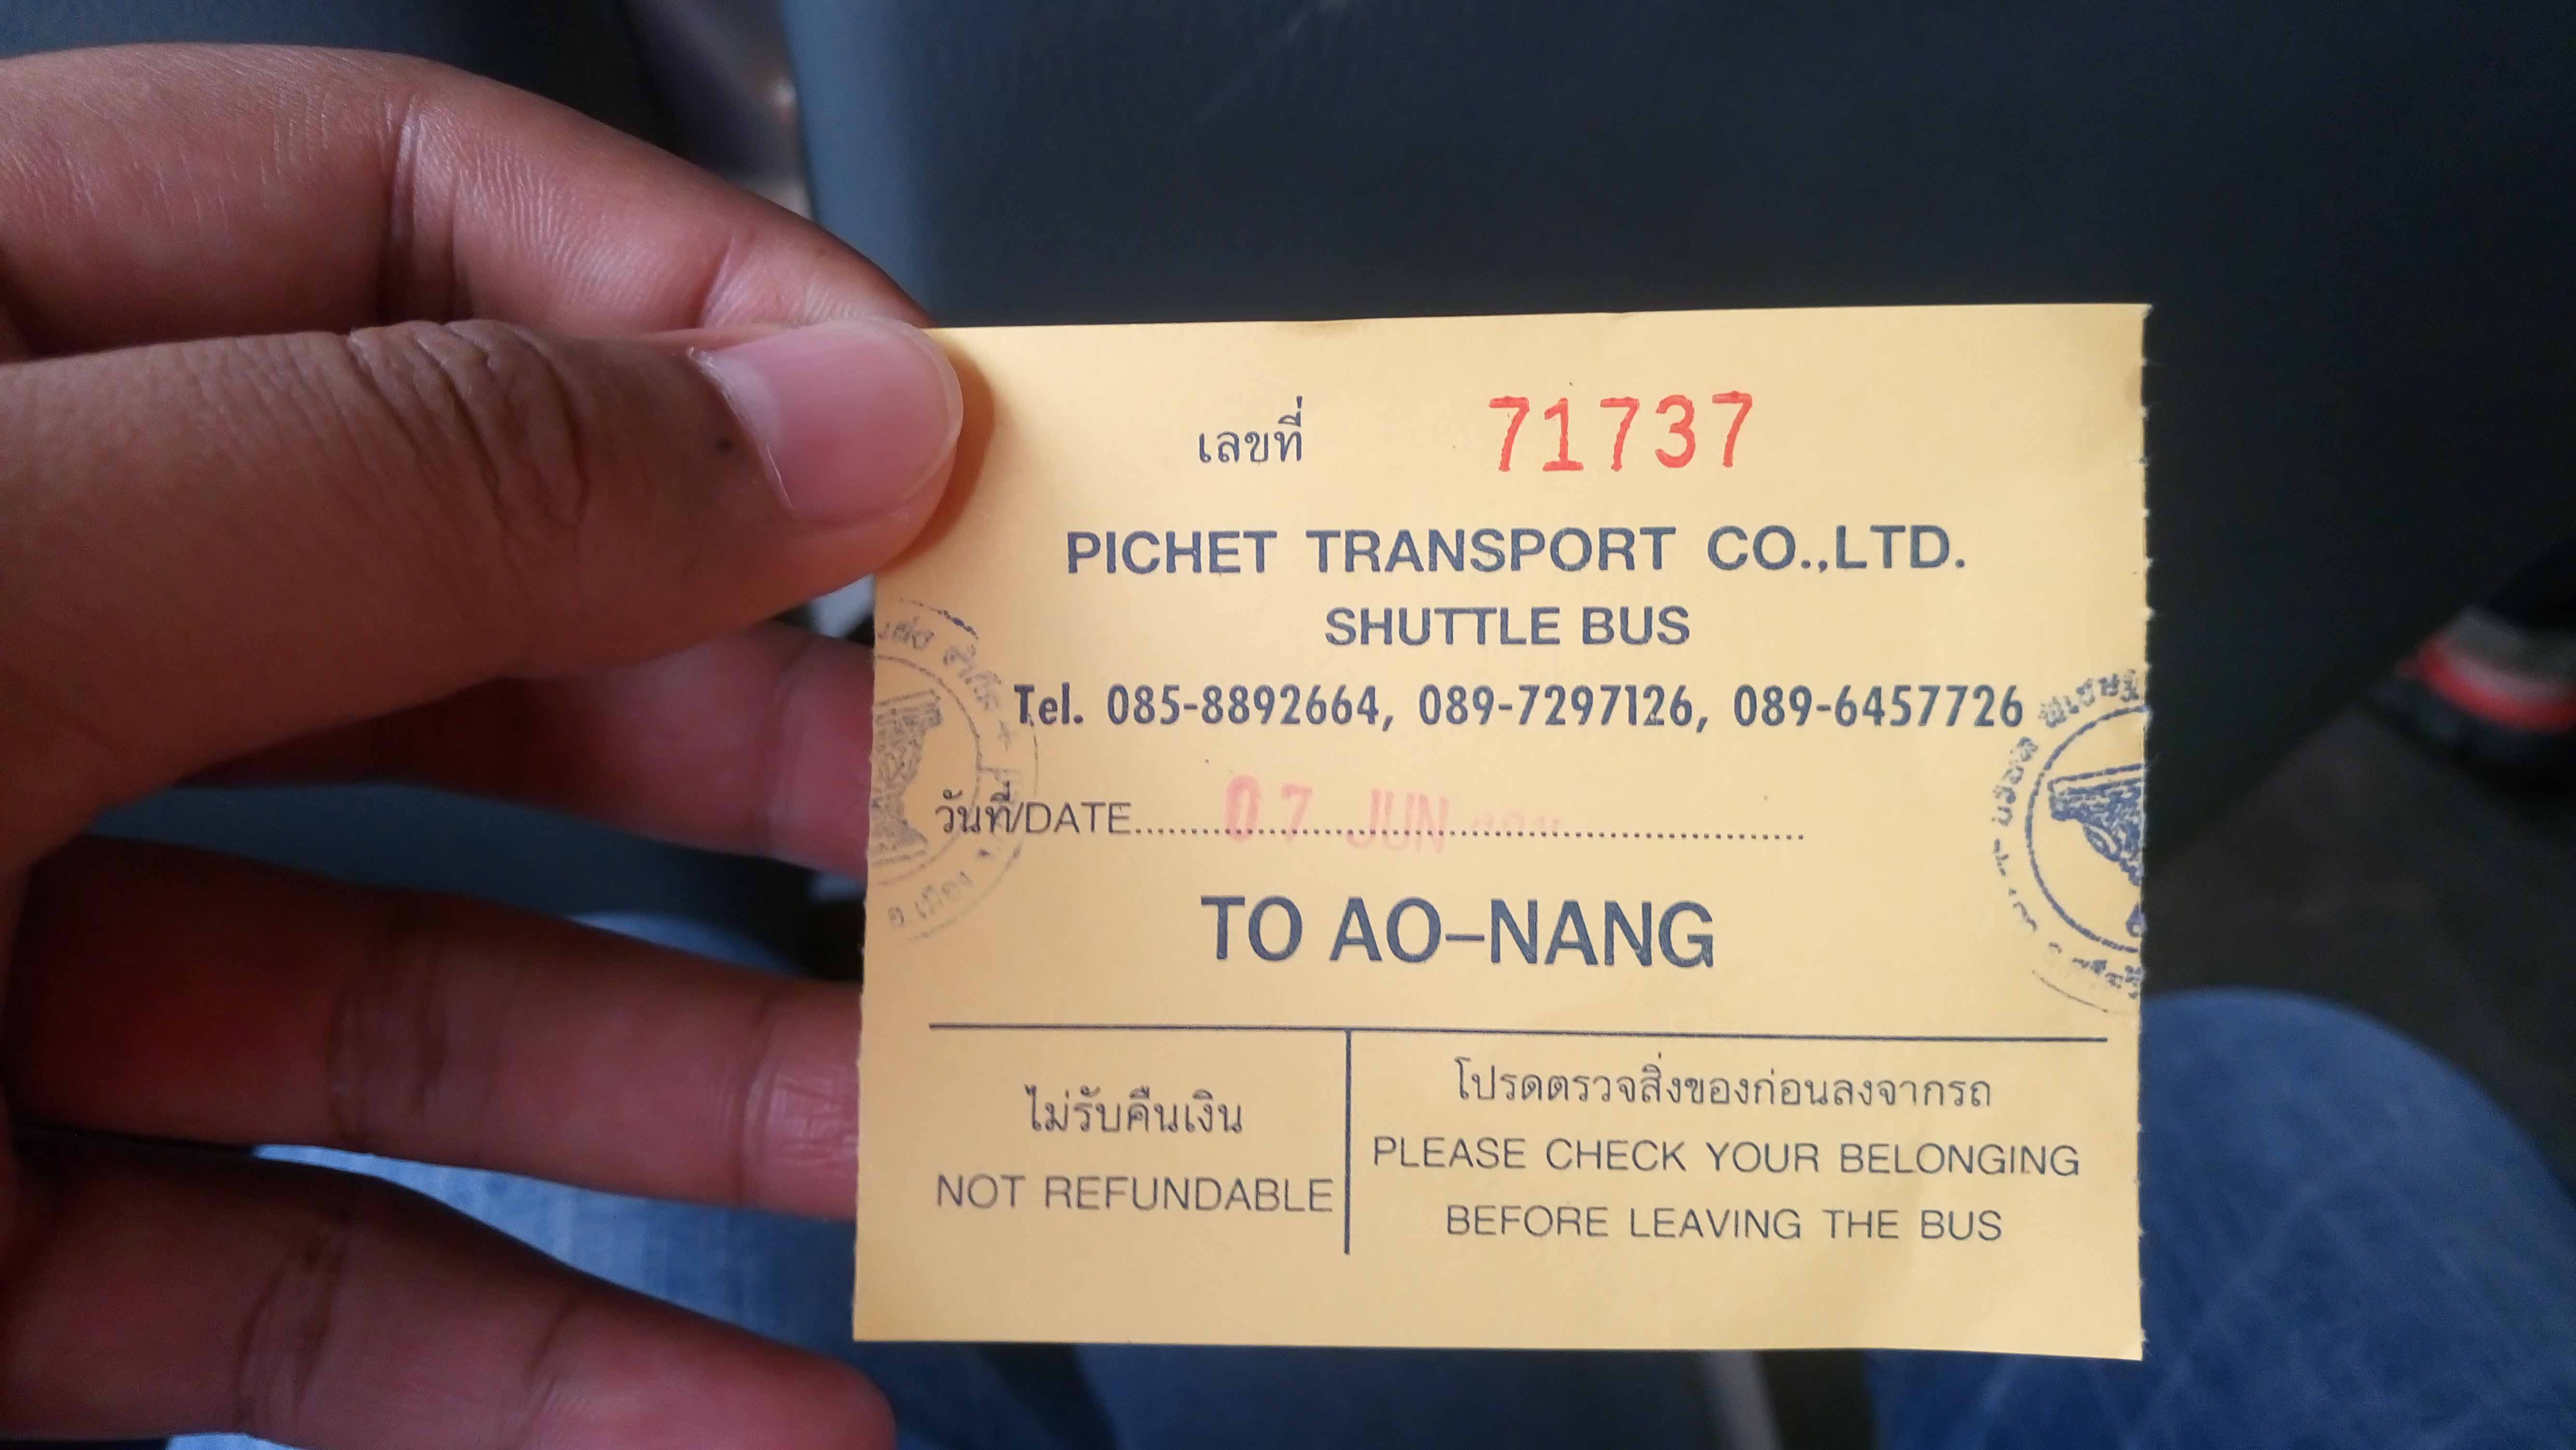 เลขที่ 71737
PICHET TRANSPORT CO.,LTD.
SHUTTLE BUS
Tel. 085-8892664, 089-7297126, 089-6457726
วันที่/DATE.......... 07 JUN ..........
TO AO-NANG
ไม่รับคืนเงิน
NOT REFUNDABLE
โปรดตรวจสิ่งของก่อนลงจากรถ
PLEASE CHECK YOUR BELONGING
BEFORE LEAVING THE BUS